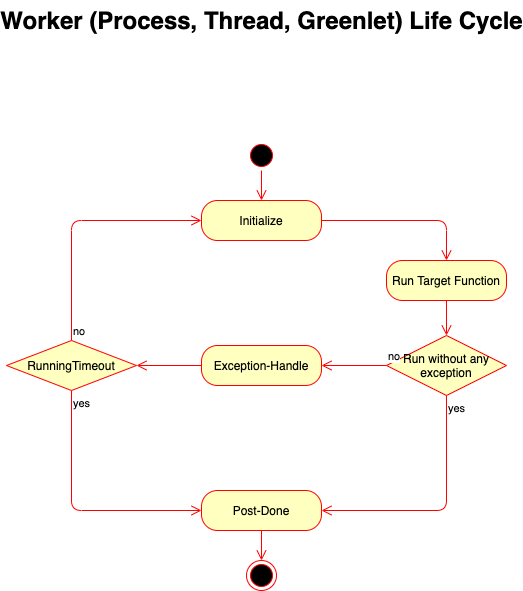 Worker (Process, Thread, Greenlet) Life Cycle
Initialize
Run Target Function
no
RunningTimeout
Exception-Handle
no
Run without any
exception
yes
yes
Post-Done